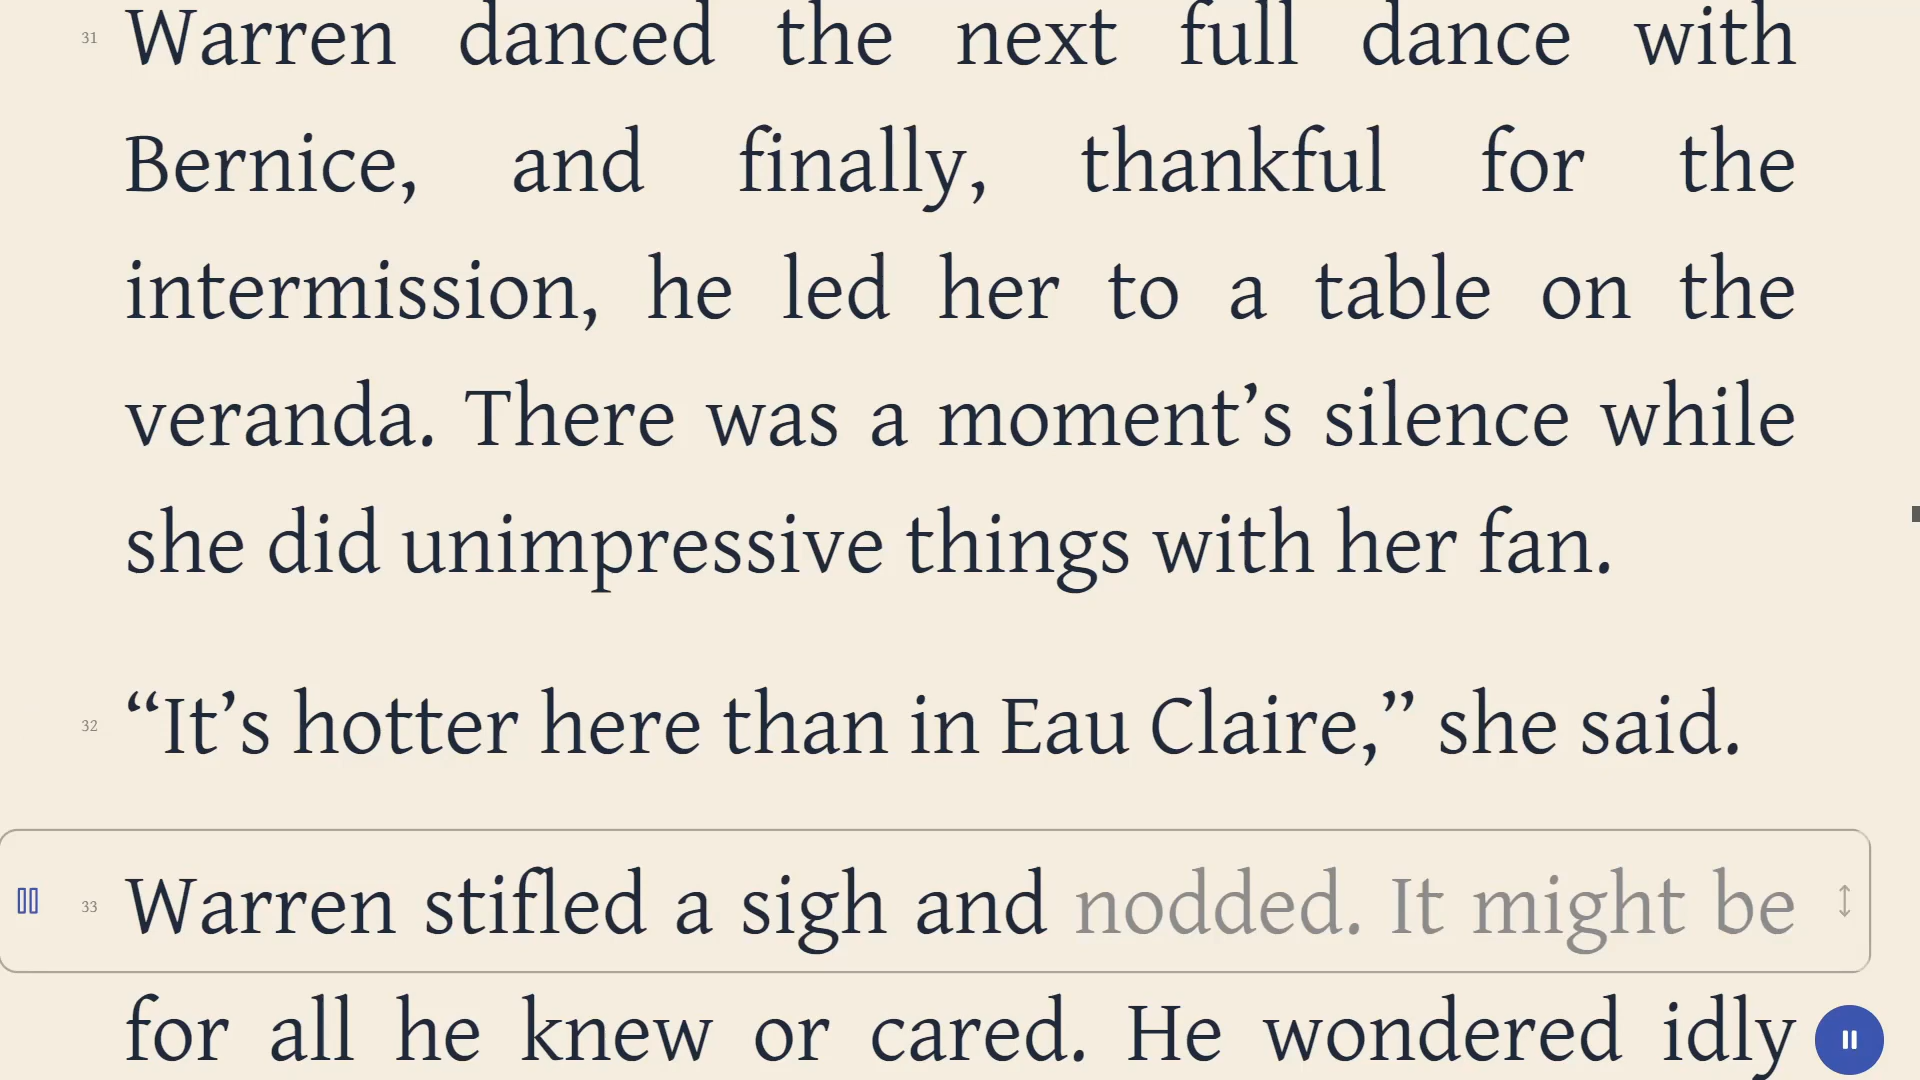 31 Warren danced the next full dance with
Bernice, and finally, thankful for the
intermission, he led her to a table on the
veranda. There was a moment’s silence while
she did unimpressive things with her fan.
32 “It’s hotter here than in Eau Claire,” she said.
33 Warren stifled a sigh and nodded. It might be
for all he knew or cared. He wondered idly